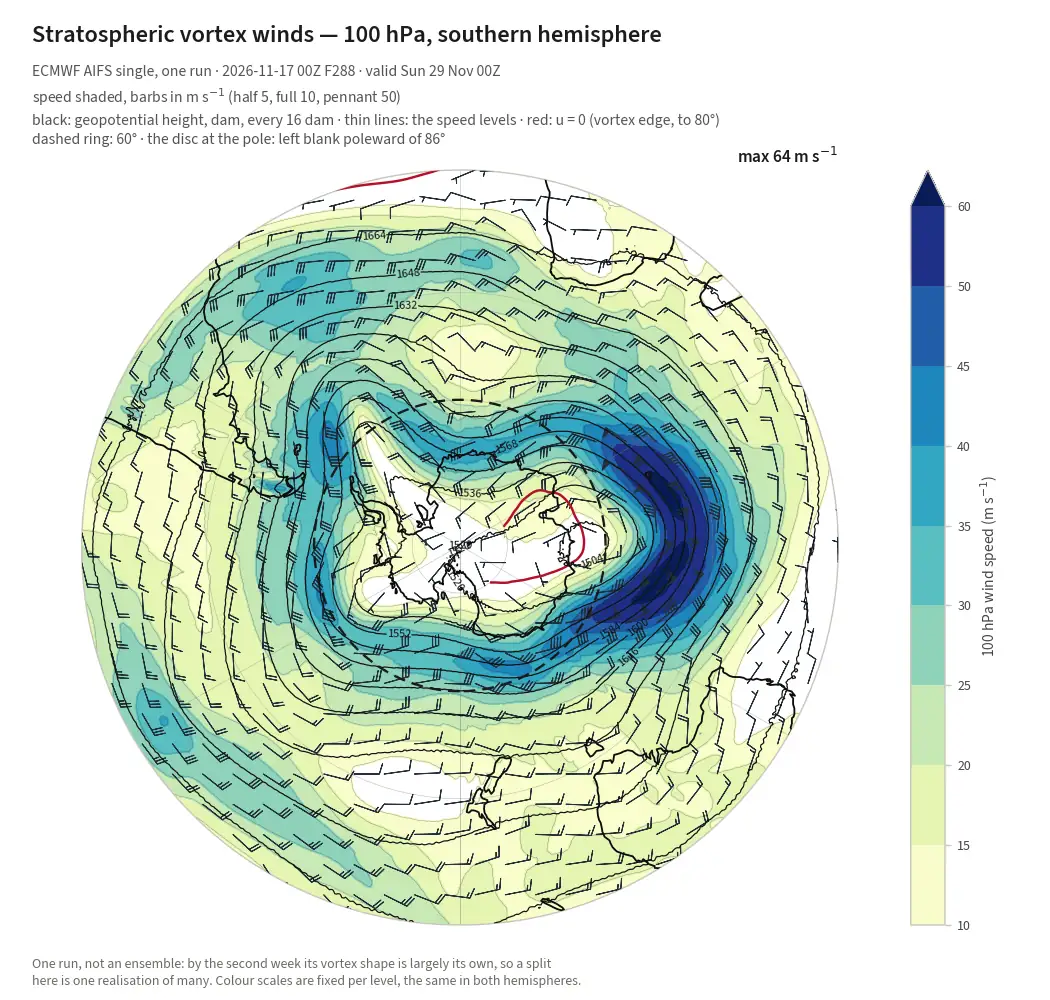 Stratospheric vortex winds — 100 hPa, southern hemisphere
ECMWF AIFS single, one run · 2026-11-17 00Z F288 · valid Sun 29 Nov 00Z
speed shaded, barbs in m s⁻¹ (half 5, full 10, pennant 50)
black: geopotential height, dam, every 16 dam · thin lines: the speed levels · red: u = 0 (vortex edge, to 80°)
dashed ring: 60° · the disc at the pole: left blank poleward of 86°
max 64 m s⁻¹
1664
1648
1632
1568
1536
1520
1504
1552
1600
1616
60
50
45
40
35
30
25
20
15
10
100 hPa wind speed (m s⁻¹)
One run, not an ensemble: by the second week its vortex shape is largely its own, so a split
here is one realisation of many. Colour scales are fixed per level, the same in both hemispheres.